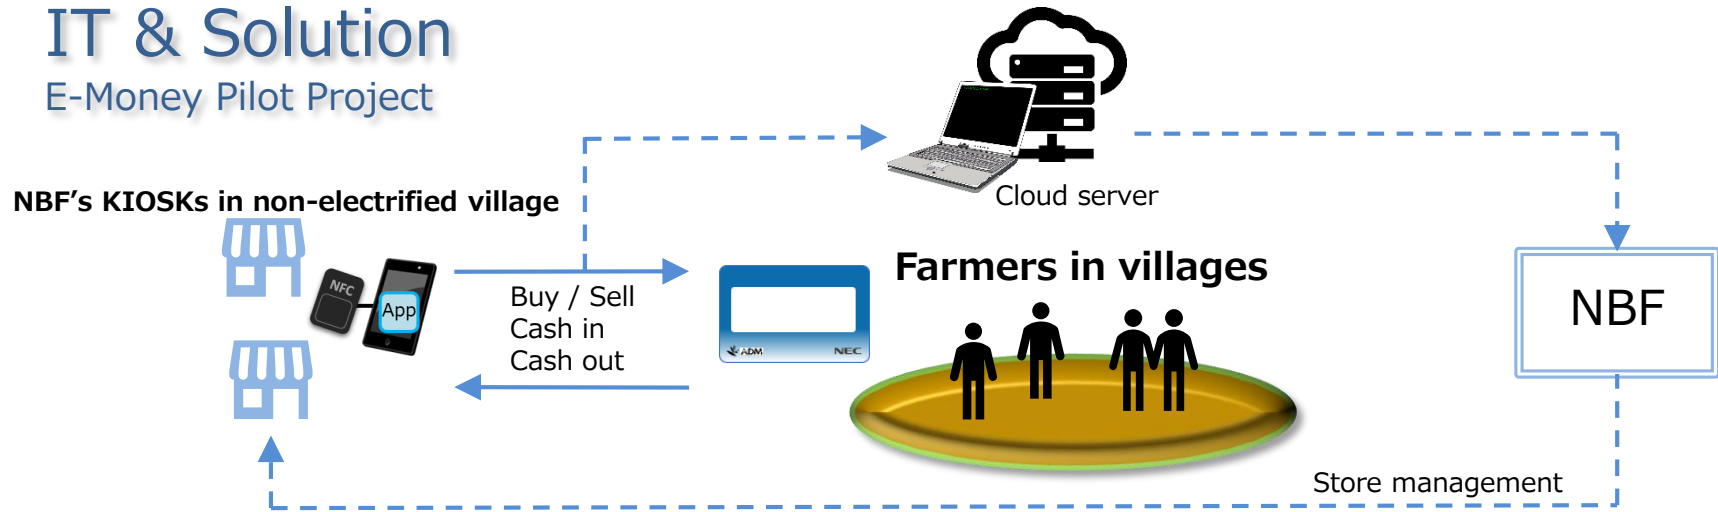 IT & Solution
E-Money Pilot Project
Cloud server
NBF’s KIOSKs in non-electrified village
NFC
App
Buy / Sell
Cash in
Cash out
ADM
NEC
Farmers in villages
NBF
Store management